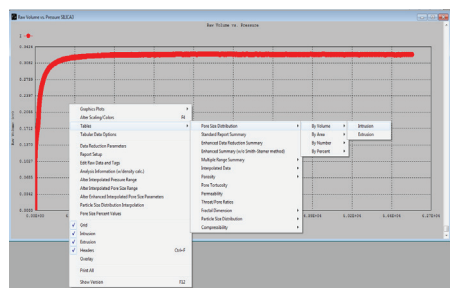 Raw Volume vs Pressure SILICA3
Raw Volume vs. Pressure
1
Graphics Plots
Alter Scaling/Colors F4
Tables
Tabular Data Options
Data Reduction Parameters
Report Setup
Edit Raw Data and Tags
Analysis Information (w/density calc.)
Alter Interpolated Pressure Range
Alter Interpolated Pore Size Range
Alter Enhanced Interpolated Pore Size Parameters
Particle Size Distribution Interpolation
Pore Size Percent Values
Grid
Intrusion
Extrusion
Headers Ctrl+F
Overlay
Print All
Show Version F12
Pore Size Distribution
Standard Report Summary
Enhanced Data Reduction Summary
Enhanced Summary (w/o Smith-Stermer method)
Multiple Range Summary
Interpolated Data
Porosity
Pore Tortuosity
Permeability
Throat/Pore Ratios
Fractal Dimension
Particle Size Distribution
Compressibility
By Volume
By Area
By Number
By Percent
Intrusion
Extrusion